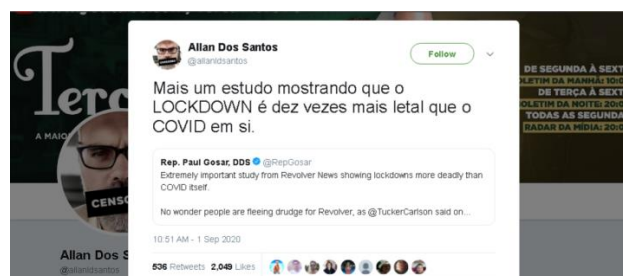 Terç
A MAIO
CENSO
Allan Dos S
@allanldsantos
Allan Dos Santos
@allanldsantos
Follow
Mais um estudo mostrando que o
LOCKDOWN é dez vezes mais letal que o
COVID em si.
Rep. Paul Gosar, DDS @RepGosar
Extremely important study from Revolver News showing lockdowns more deadly than
COVID itself.
No wonder people are fleeing drudge for Revolver, as @TuckerCarlson said on...
10:51 AM - 1 Sep 2020
536 Retweets 2,049 Likes
DE SEGUNDA À SEXT
LETIM DA MANHÃ: 10:0
DE TERÇA À SEXT
OLETIM DA NOITE: 20:0
TODAS AS SEGUNDA
RADAR DA MÍDIA: 20:0